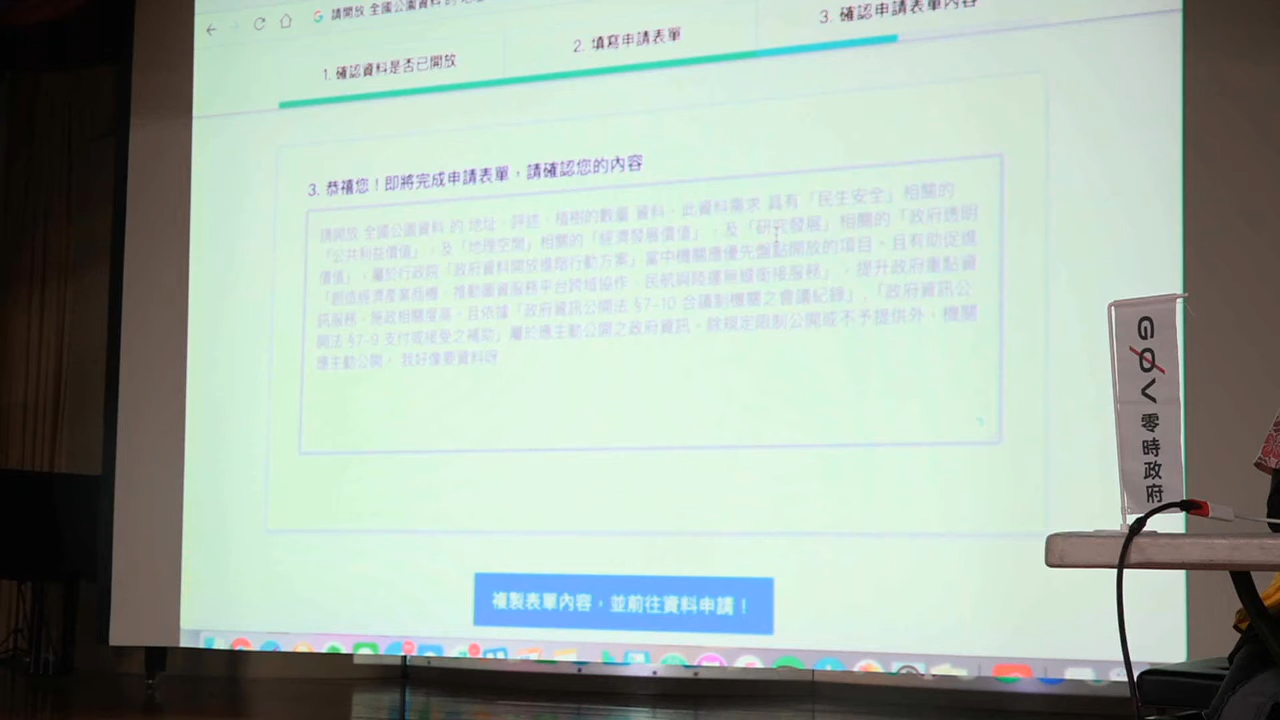 請開放 全國公園資料 的
1. 確認資料是否已開放
2. 填寫申請表單
3. 確認申請表單內容
3. 恭禧您！即將完成申請表單，請確認您的內容
請開放 全國公園資料 的 地址、評述、植樹的數量 資料，此資料需求 具有「民生安全」相關的
「公共利益價值」，及「地理空間」相關的「經濟發展價值」，及「研究發展」相關的「政府透明
價值」，屬於行政院「政府資料開放進階行動方案」當中機關應優先盤點開放的項目，且有助促進
「創造經濟產業商機、推動圖資服務平台跨域協作、民航與陸運無縫銜接服務」，提升政府重點資
訊服務、施政相關度高，且依據「政府資訊公開法 §7-10 合議制機關之會議紀錄」，「政府資訊公
開法 §7-9 支付或接受之補助」屬於應主動公開之政府資訊，除規定限制公開或不予提供外，機關
應主動公開， 我好像要資料呀
複製表單內容，並前往資料申請！
G0V 零時政府